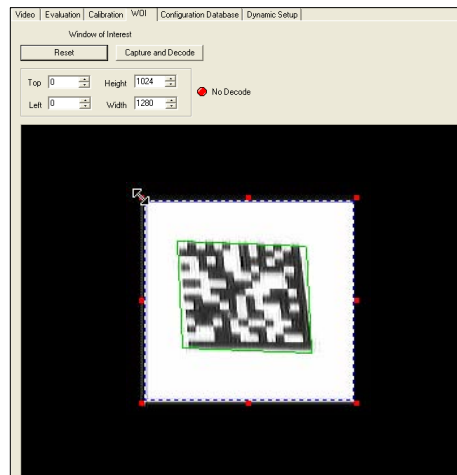 Video Evaluation Calibration WOI Configuration Database Dynamic Setup
Window of Interest
Reset Capture and Decode
Top 0 Height 1024
No Decode
Left 0 Width 1280